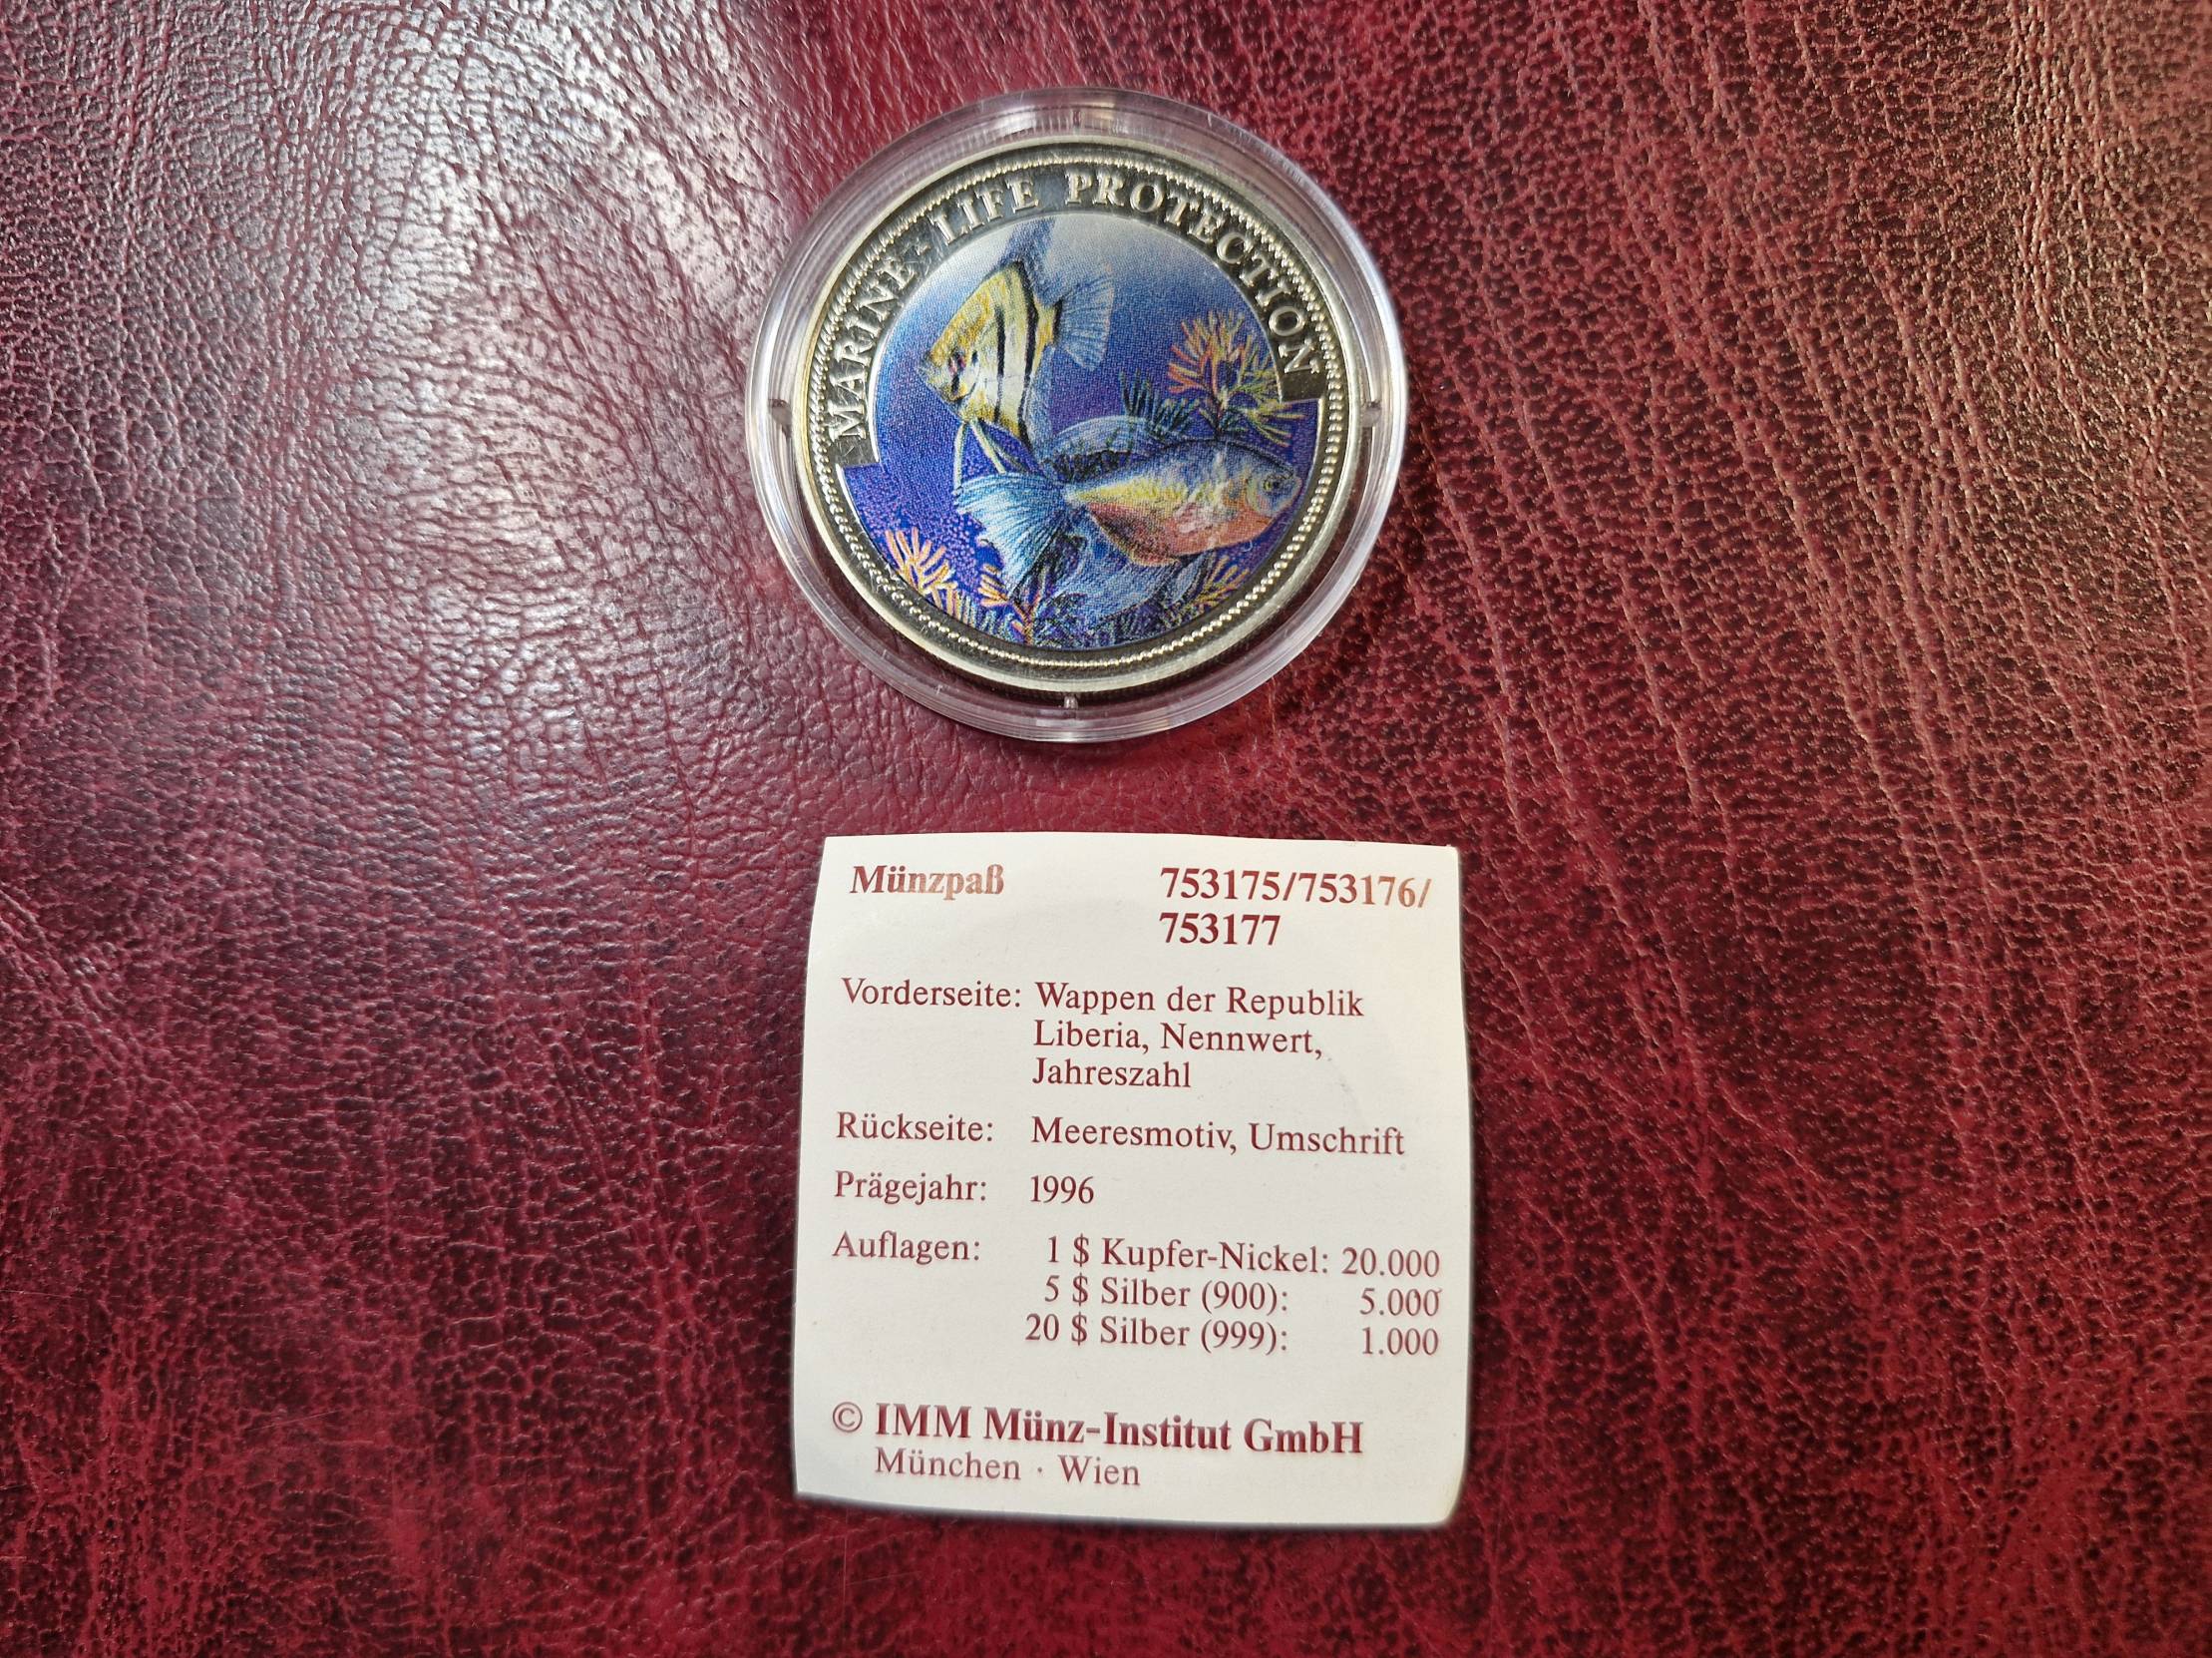 MARINE LIFE PROTECTION
Münzpaß 753175/753176/
753177
Vorderseite: Wappen der Republik
Liberia, Nennwert,
Jahreszahl
Rückseite: Meeresmotiv, Umschrift
Prägejahr: 1996
Auflagen: 1 $ Kupfer-Nickel: 20.000
5 $ Silber (900): 5.000
20 $ Silber (999): 1.000
© IMM Münz-Institut GmbH
München · Wien